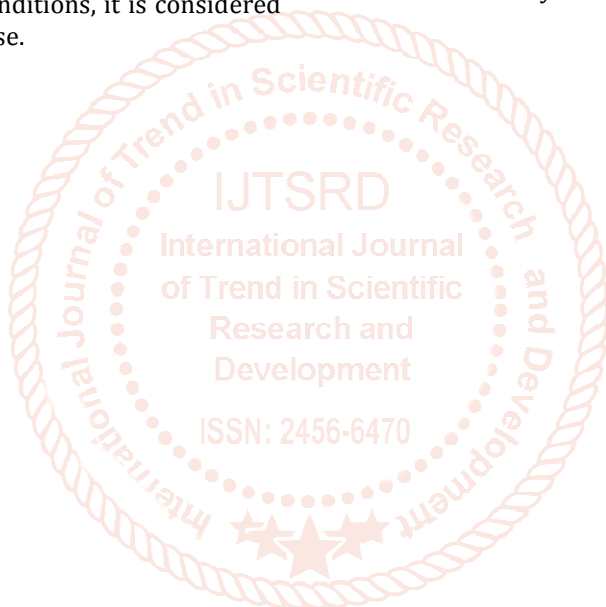 nditions, it is considered
se.
International Journal of Trend in Scientific Research and Development
IJTSRD
International Journal
of Trend in Scientific
Research and
Development
ISSN: 2456-6470